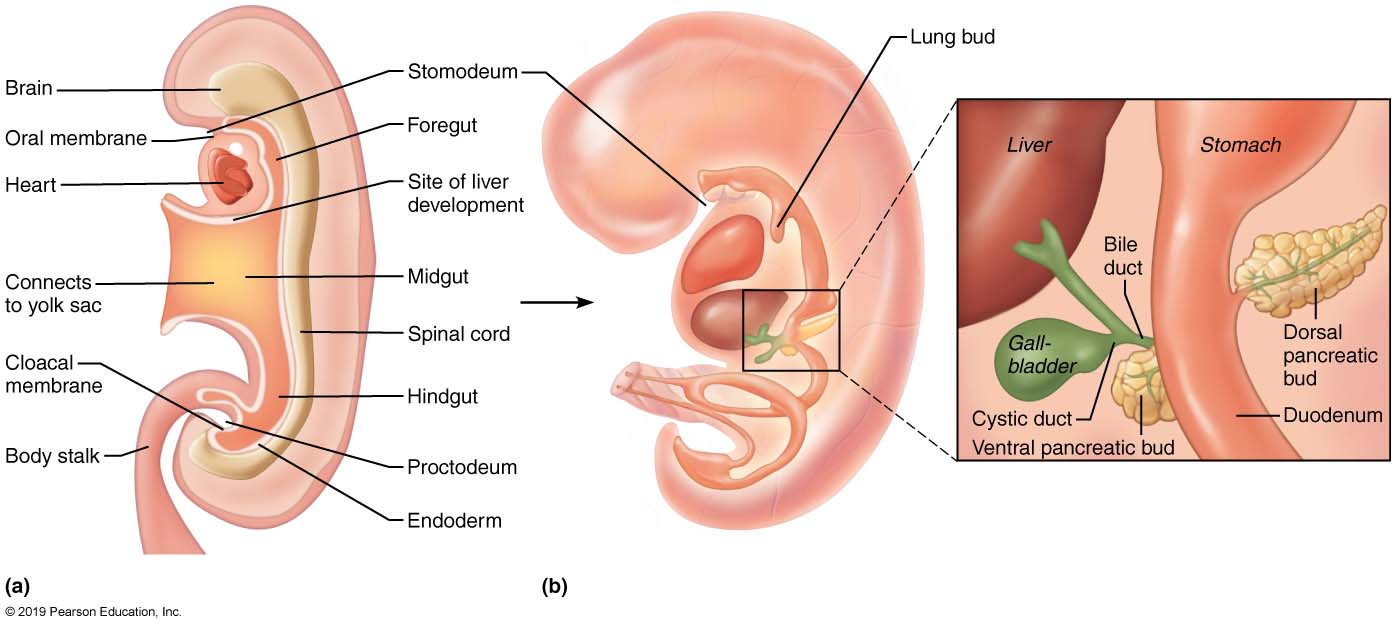 Brain
Oral membrane
Heart
Connects
to yolk sac
Cloacal
membrane
Body stalk
Stomodeum
Foregut
Site of liver
development
Midgut
Spinal cord
Hindgut
Proctodeum
Endoderm
Lung bud
Liver
Stomach
Bile
duct
Gall-
bladder
Cystic duct
Ventral pancreatic bud
Dorsal
pancreatic
bud
Duodenum
(a)
(b)
© 2019 Pearson Education, Inc.